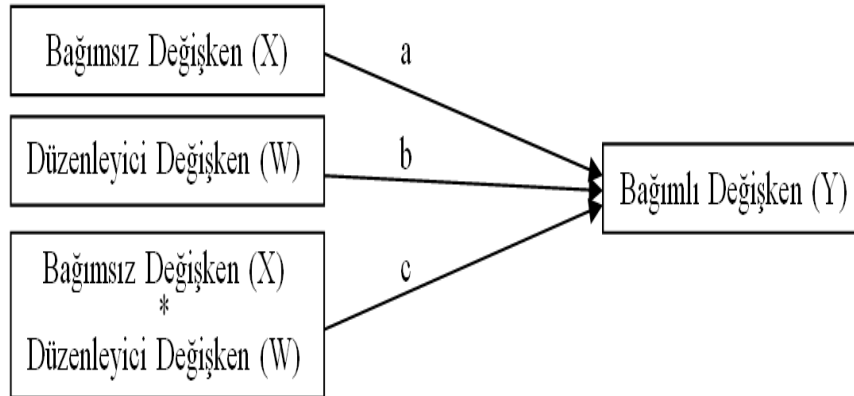 Bağımsız Değişken (X)
a
Düzenleyici Değişken (W)
b
Bağımlı Değişken (Y)
Bağımsız Değişken (X)
*
Düzenleyici Değişken (W)
c